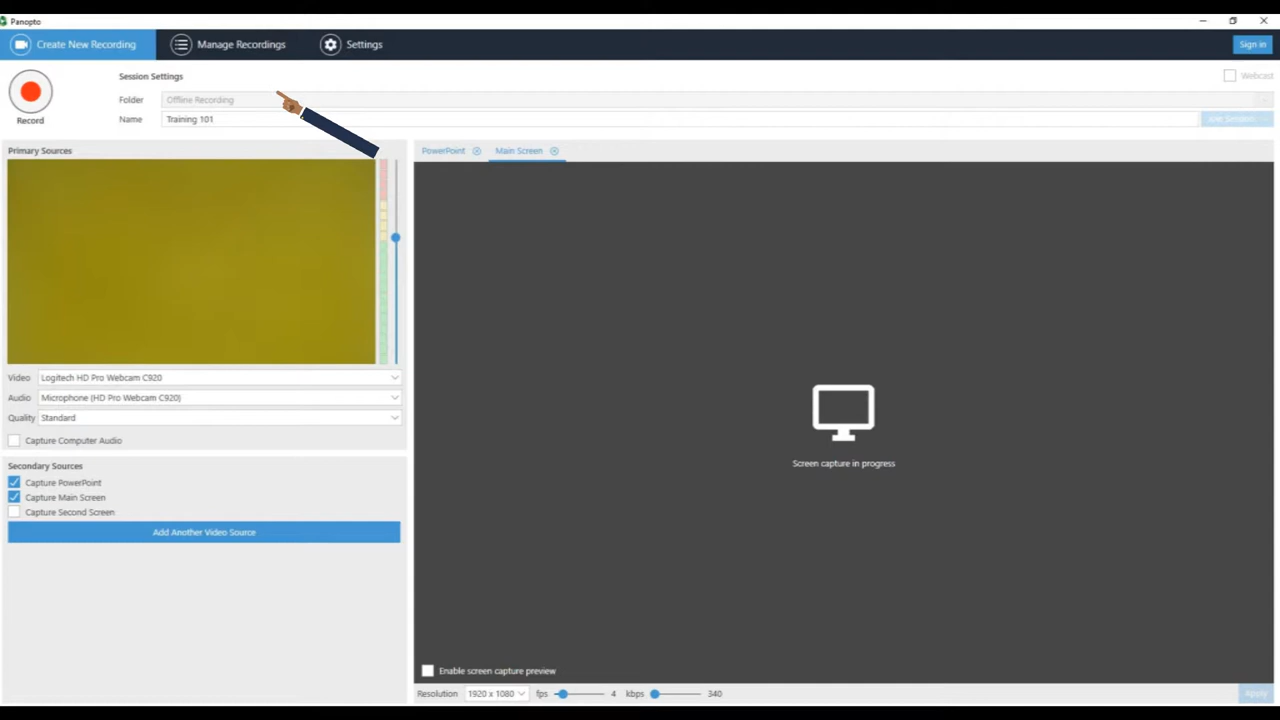 Panopto
Create New Recording
Manage Recordings
Settings
Sign in
Session Settings
Webcast
Folder
Offline Recording
Name
Training 101
Join Session
Record
Primary Sources
PowerPoint
Main Screen
Video
Logitech HD Pro Webcam C920
Audio
Microphone (HD Pro Webcam C920)
Quality
Standard
Capture Computer Audio
Secondary Sources
Capture PowerPoint
Capture Main Screen
Capture Second Screen
Add Another Video Source
Screen capture in progress
Enable screen capture preview
Resolution 1920 x 1080 fps 4 kbps 340
Apply